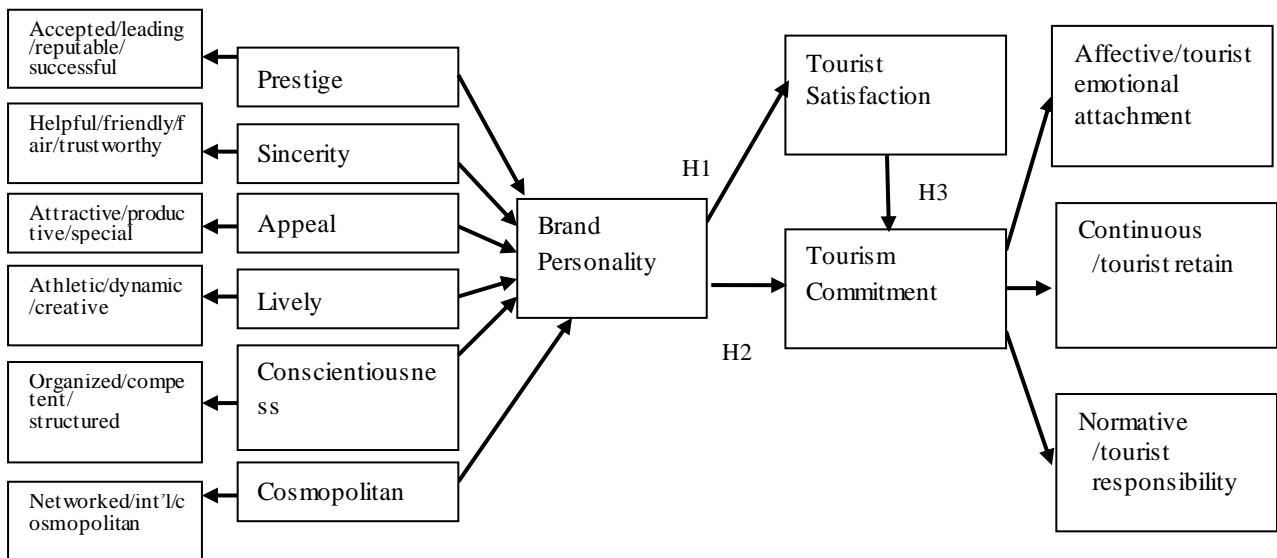 Accepted/leading
/reputable/
successful
Prestige
Helpful/friendly/f
air/trustworthy
Sincerity
Attractive/produc
tive/special
Appeal
Athletic/dynamic
/creative
Lively
Organized/compe
tent/
structured
Conscientiousne
ss
Networked/int'l/c
osmopolitan
Cosmopolitan
Brand
Personality
H1
H2
Tourist
Satisfaction
H3
Tourism
Commitment
Affective/tourist
emotional
attachment
Continuous
/tourist retain
Normative
/tourist
responsibility